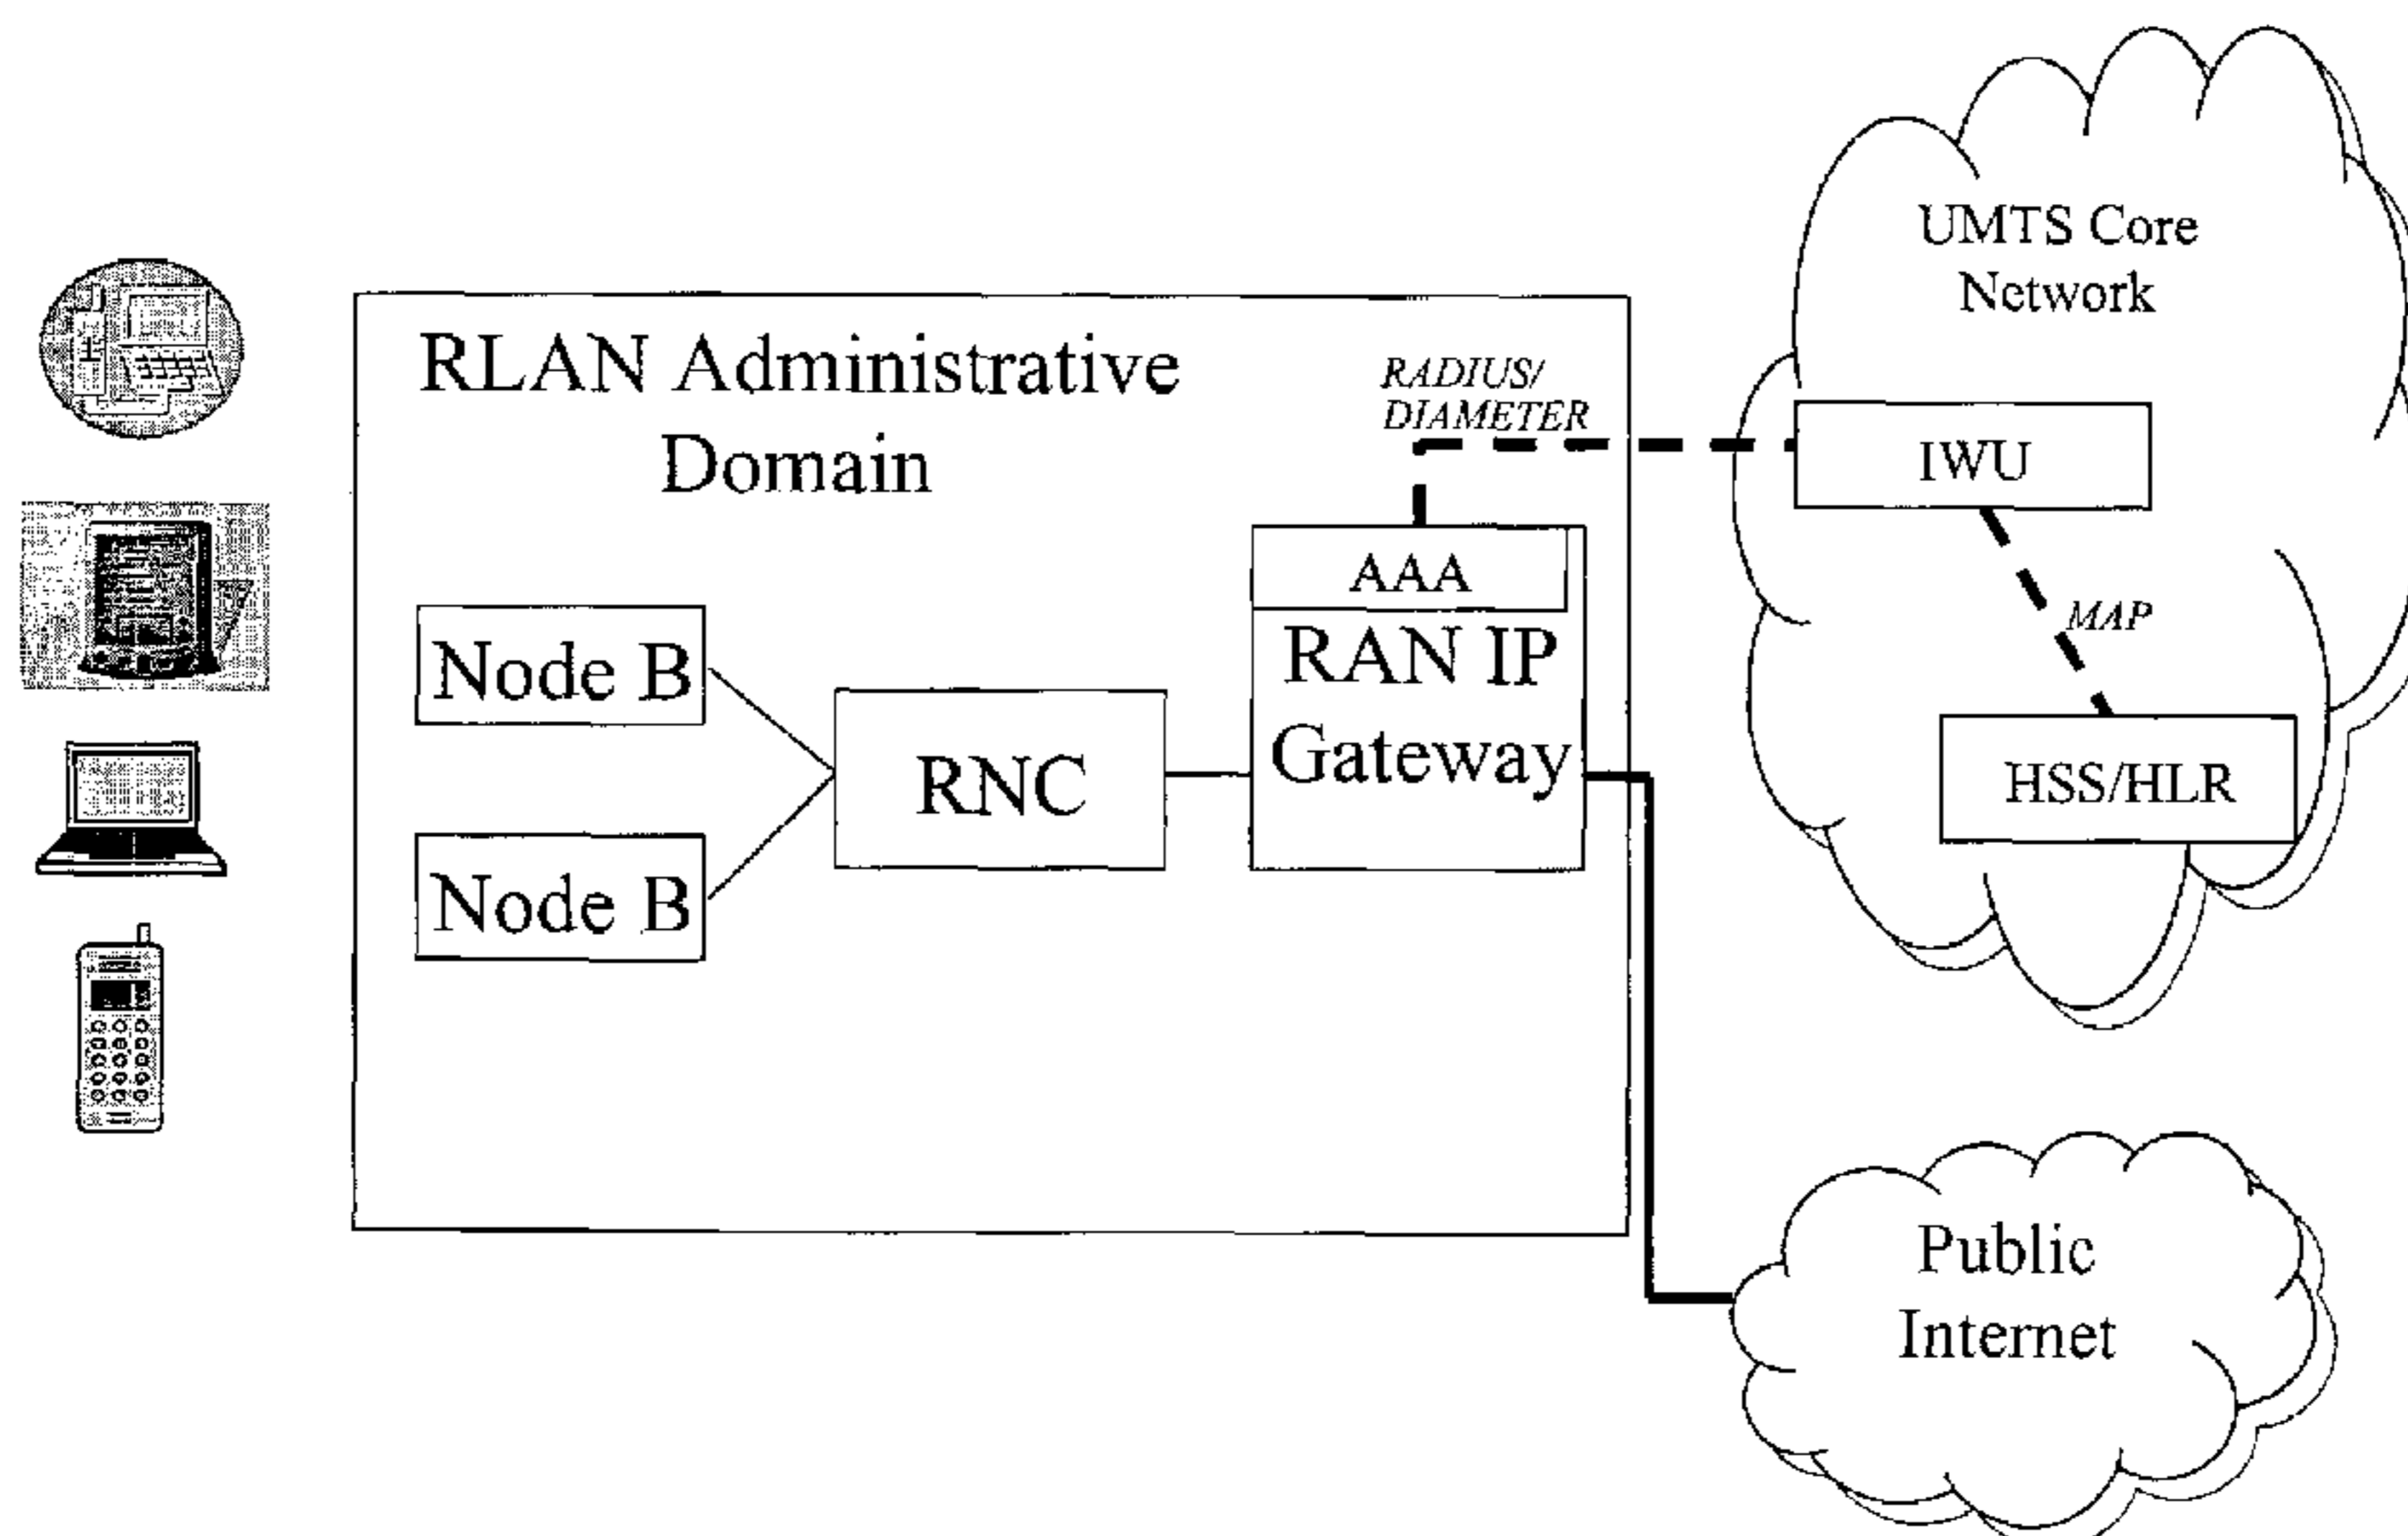 RLAN Administrative
Domain
Node B
Node B
RNC
AAA
RAN IP
Gateway
RADIUS/
DIAMETER
UMTS Core
Network
IWU
MAP
HSS/HLR
Public
Internet